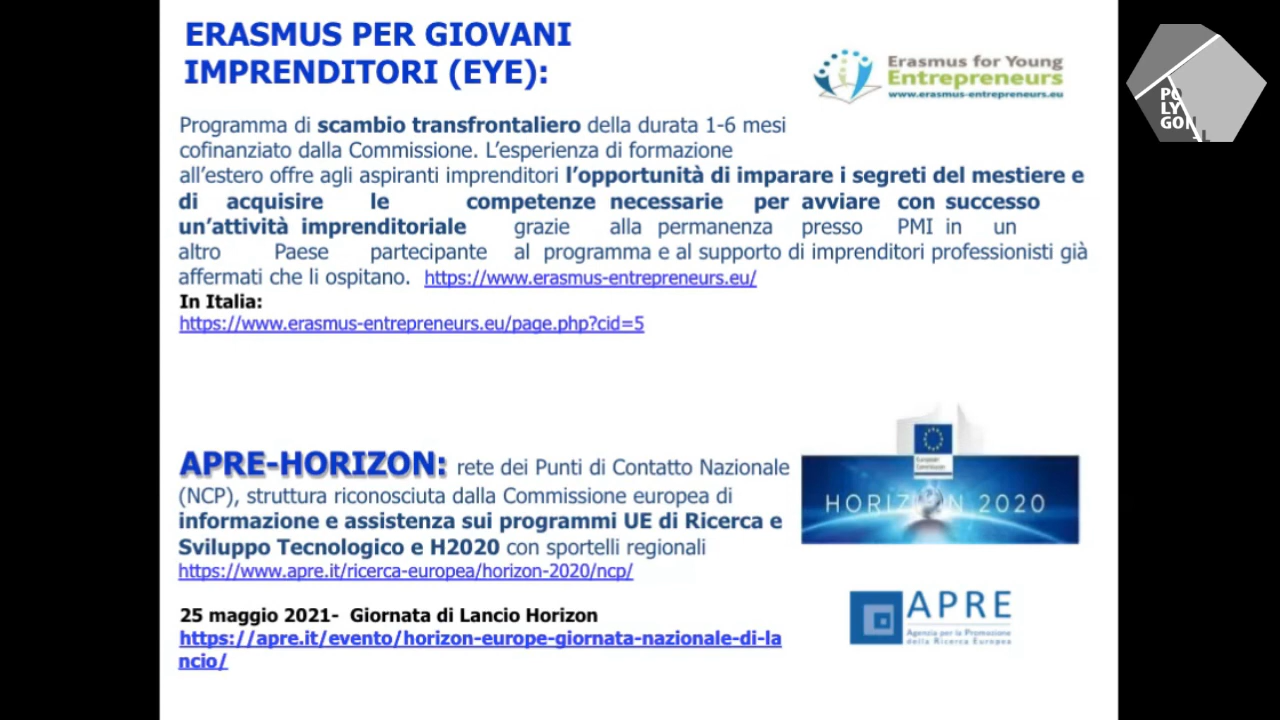 ERASMUS PER GIOVANI
IMPRENDITORI (EYE):
Erasmus for Young
Entrepreneurs
www.erasmus-entrepreneurs.eu
PO
LY
GON
L
Programma di scambio transfrontaliero della durata 1-6 mesi
cofinanziato dalla Commissione. L'esperienza di formazione
all'estero offre agli aspiranti imprenditori l'opportunità di imparare i segreti del mestiere e
di acquisire le competenze necessarie per avviare con successo
un'attività imprenditoriale grazie alla permanenza presso PMI in un
altro Paese partecipante al programma e al supporto di imprenditori professionisti già
affermati che li ospitano. https://www.erasmus-entrepreneurs.eu/
In Italia:
https://www.erasmus-entrepreneurs.eu/page.php?cid=5
APRE-HORIZON: rete dei Punti di Contatto Nazionale
(NCP), struttura riconosciuta dalla Commissione europea di
informazione e assistenza sui programmi UE di Ricerca e
Sviluppo Tecnologico e H2020 con sportelli regionali
https://www.apre.it/ricerca-europea/horizon-2020/ncp/
European
Commission
HORIZON 2020
25 maggio 2021- Giornata di Lancio Horizon
https://apre.it/evento/horizon-europe-giornata-nazionale-di-la
ncio/
APRE
Agenzia per la Promozione
della Ricerca Europea